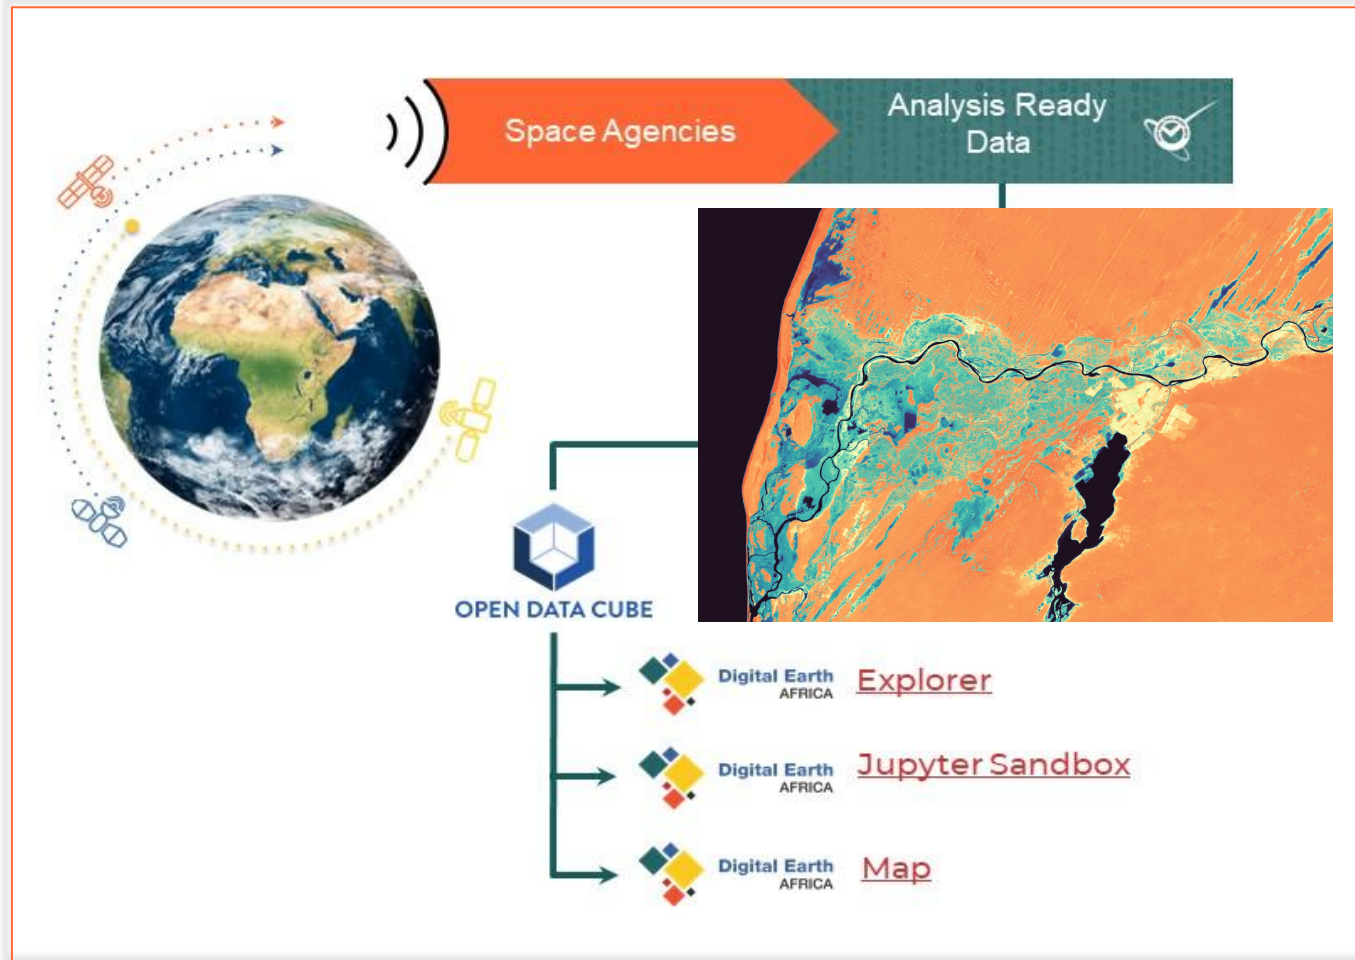 Space Agencies
Analysis Ready
Data
OPEN DATA CUBE
Digital Earth
AFRICA
Explorer
Digital Earth
AFRICA
Jupyter Sandbox
Digital Earth
AFRICA
Map